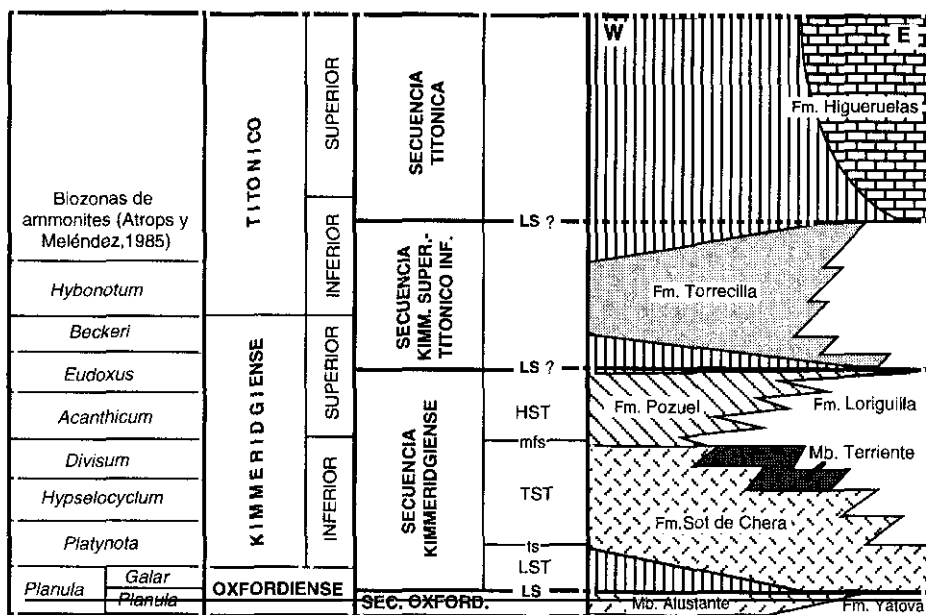 Biozonas de
ammonites (Atrops y
Meléndez,1985)
Hybonotum
Beckeri
Eudoxus
Acanthicum
Divisum
Hypselocyclum
Platynota
Planula
Galar
Planula
TITONICO
KIMMERIDGIENSE
OXFORDIENSE
SUPERIOR
INFERIOR
SUPERIOR
INFERIOR
SECUENCIA
TITONICA
SECUENCIA
KIMM. SUPER.-
TITONICO INF.
SECUENCIA
KIMMERIDGIENSE
SEC. OXFORD.
LS ?
LS ?
HST
mfs
TST
ts
LST
LS
W
E
Fm. Higueruelas
Fm. Torrecilla
Fm. Pozuel
Fm. Loriguilla
Mb. Terriente
Fm.Sot de Chera
Mb. Alustante
Fm. Yatova